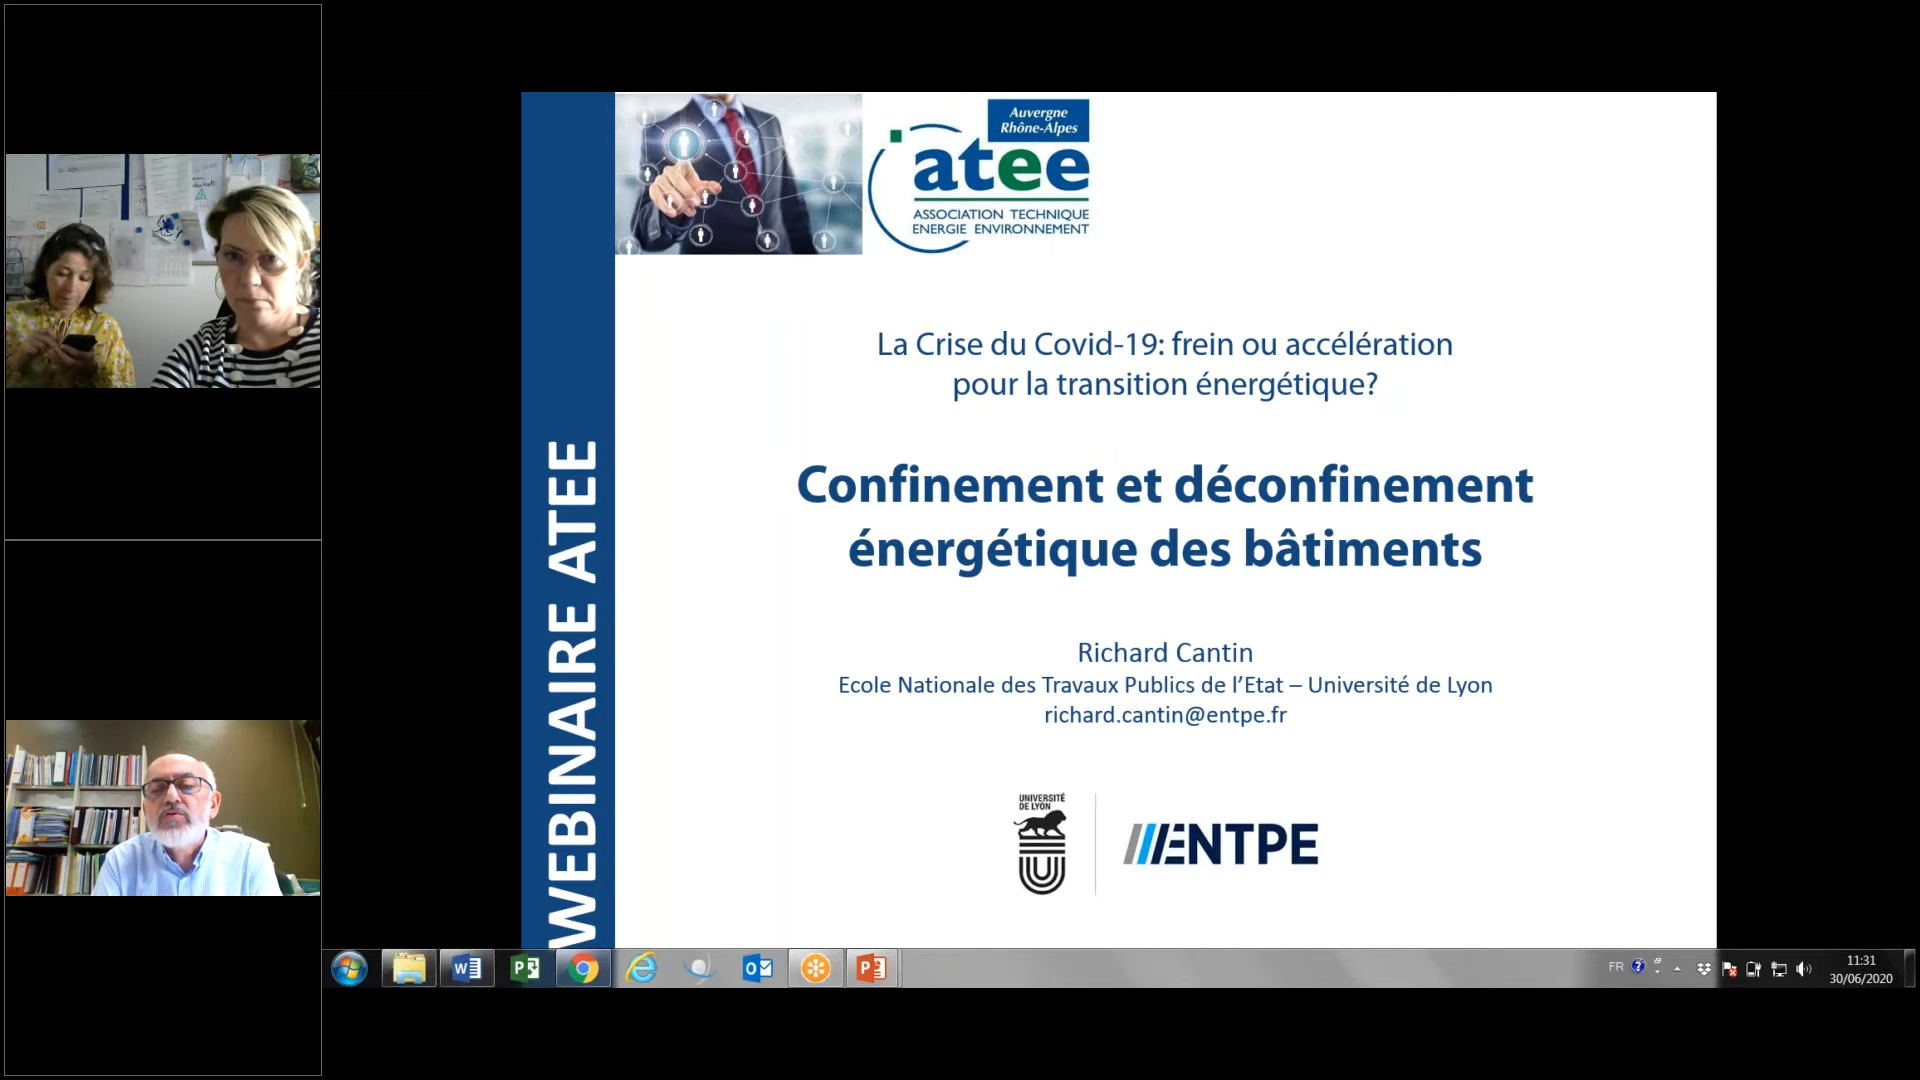 Auvergne
Rhône-Alpes
atee
ASSOCIATION TECHNIQUE
ENERGIE ENVIRONNEMENT
La Crise du Covid-19: frein ou accélération
pour la transition énergétique?
Confinement et déconfinement
énergétique des bâtiments
Richard Cantin
Ecole Nationale des Travaux Publics de l’Etat – Université de Lyon
richard.cantin@entpe.fr
UNIVERSITÉ
DE LYON
ENTPE
WEBINAIRE ATEE
FR
11:31
30/06/2020